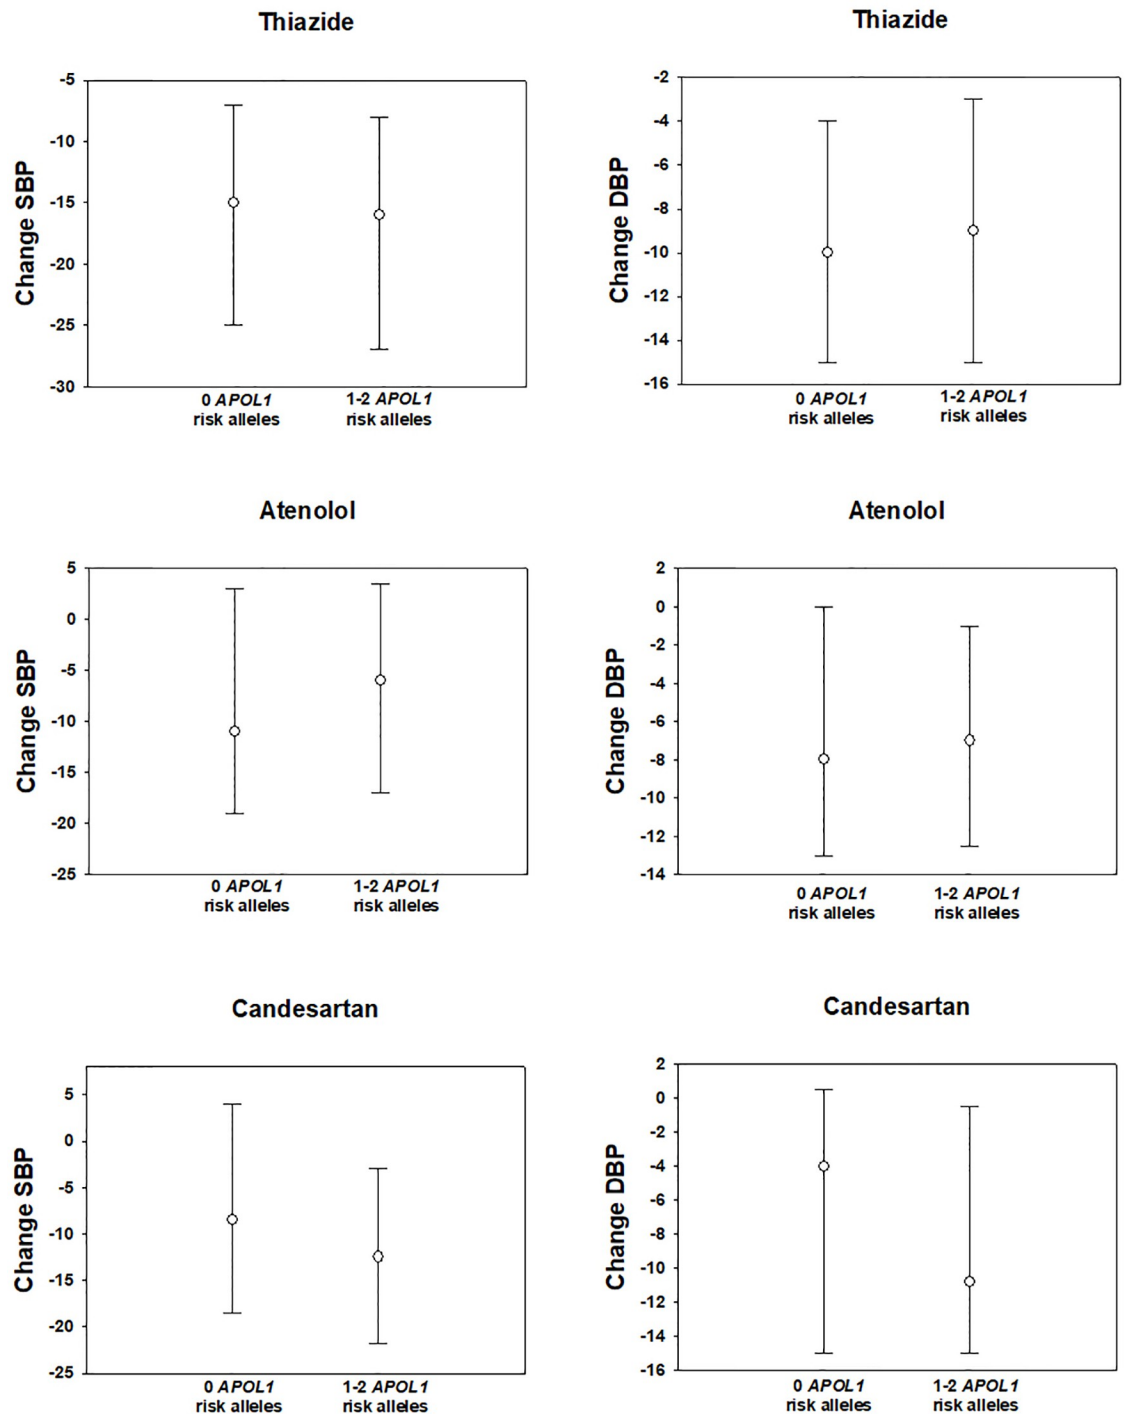 Thiazide
Change SBP
-5
-10
-15
-20
-25
-30
0 APOL1
risk alleles
1-2 APOL1
risk alleles
Thiazide
Change DBP
-2
-4
-6
-8
-10
-12
-14
-16
0 APOL1
risk alleles
1-2 APOL1
risk alleles
Atenolol
Change SBP
5
0
-5
-10
-15
-20
-25
0 APOL1
risk alleles
1-2 APOL1
risk alleles
Atenolol
Change DBP
2
0
-2
-4
-6
-8
-10
-12
-14
0 APOL1
risk alleles
1-2 APOL1
risk alleles
Candesartan
Change SBP
5
0
-5
-10
-15
-20
-25
0 APOL1
risk alleles
1-2 APOL1
risk alleles
Candesartan
Change DBP
2
0
-2
-4
-6
-8
-10
-12
-14
-16
0 APOL1
risk alleles
1-2 APOL1
risk alleles